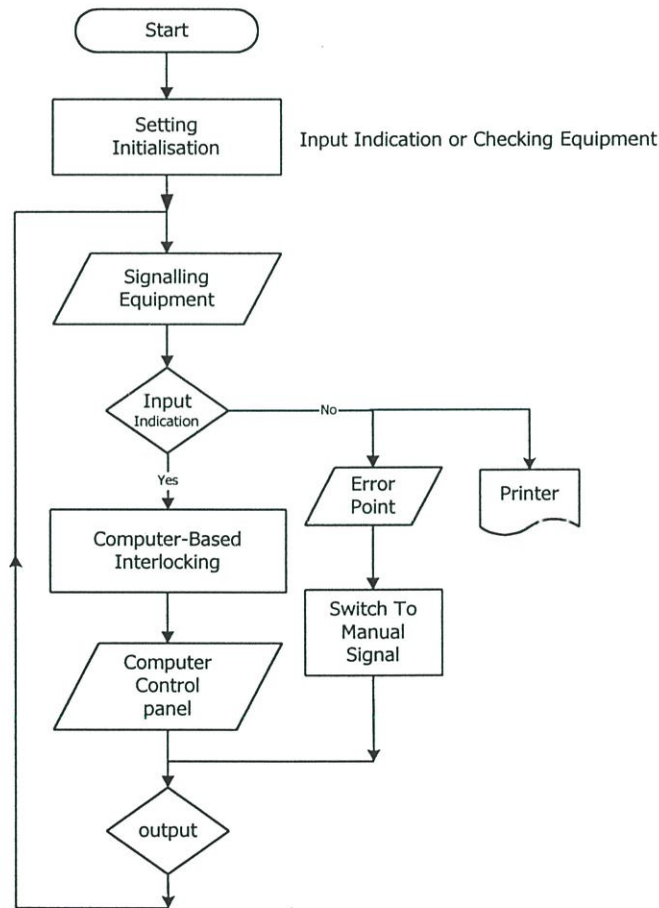 Start
Setting
Initialisation
Input Indication or Checking Equipment
Signalling
Equipment
Input
Indication
No
Yes
Error
Point
Printer
Computer-Based
Interlocking
Switch To
Manual
Signal
Computer
Control
panel
output